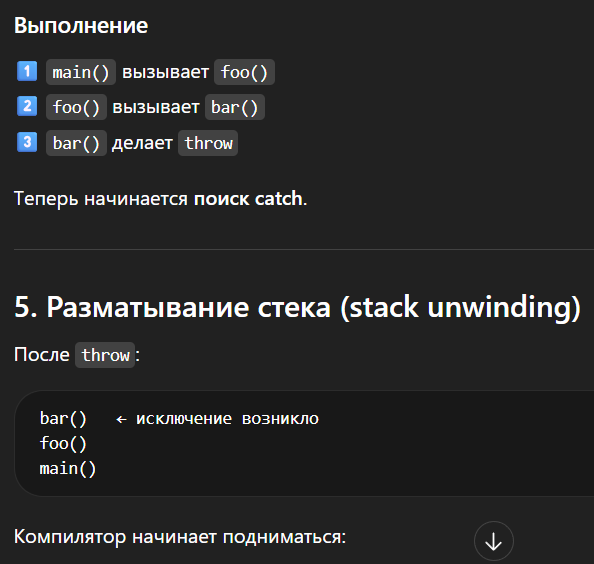 Выполнение
1 main() вызывает foo()
2 foo() вызывает bar()
3 bar() делает throw
Теперь начинается поиск catch.
5. Разматывание стека (stack unwinding)
После throw:
bar()   ← исключение возникло
foo()
main()
Компилятор начинает подниматься: